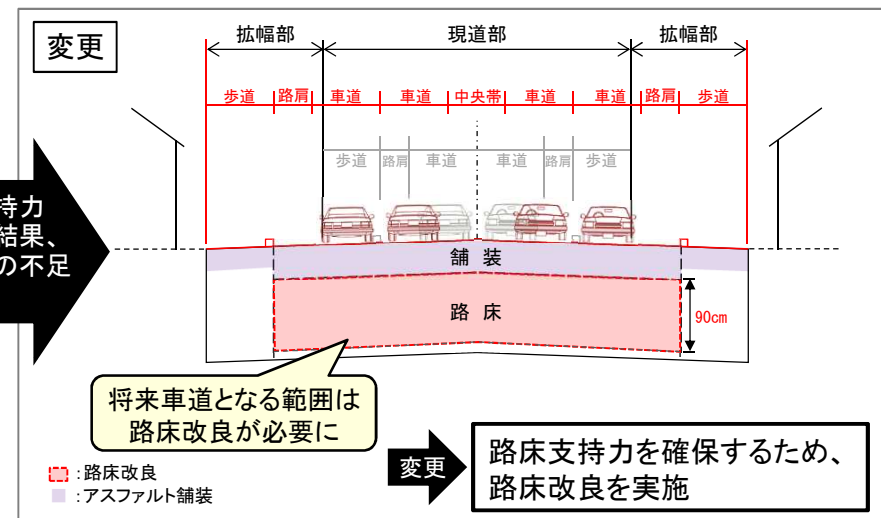 変更
拡幅部
現道部
拡幅部
歩道 路肩 車道 車道 中央帯 車道 車道 路肩 歩道
歩道 路肩 車道 車道 路肩 歩道
持力
結果、
の不足
舗 装
路 床
90cm
将来車道となる範囲は
路床改良が必要に
:路床改良
:アスファルト舗装
変更
路床支持力を確保するため、
路床改良を実施